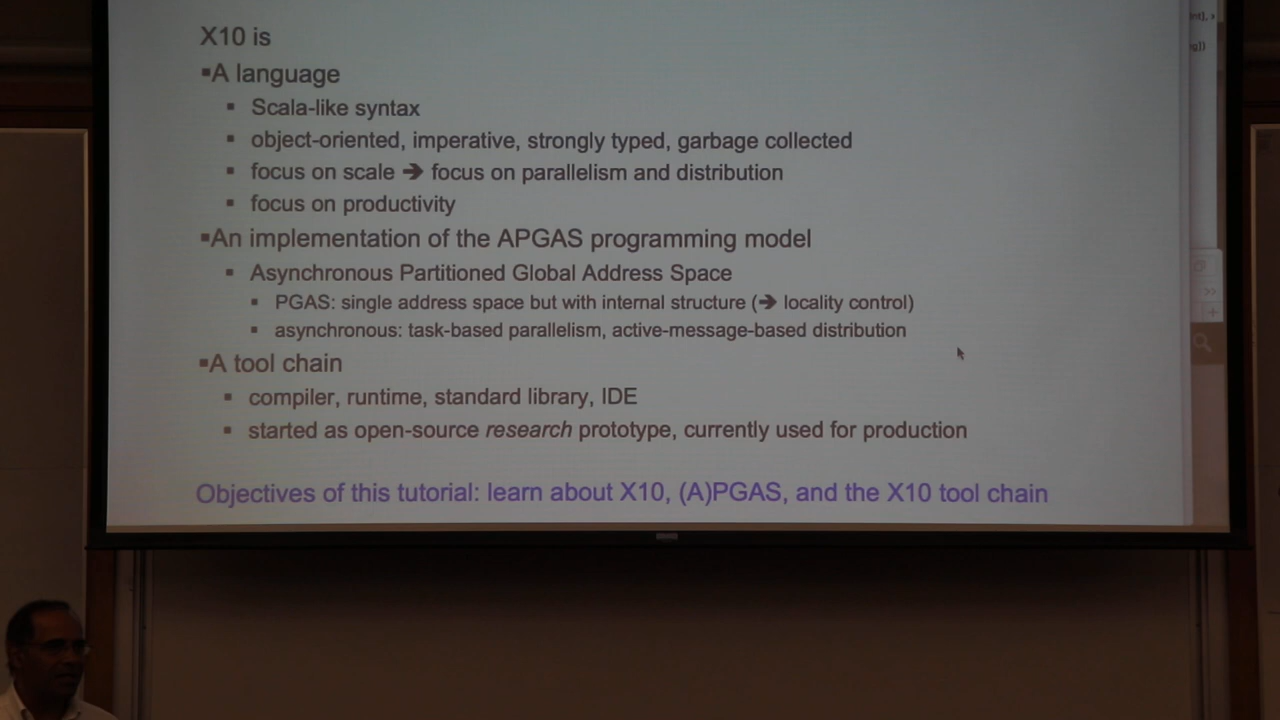 X10 is
▪A language
▪ Scala-like syntax
▪ object-oriented, imperative, strongly typed, garbage collected
▪ focus on scale ➔ focus on parallelism and distribution
▪ focus on productivity
▪An implementation of the APGAS programming model
▪ Asynchronous Partitioned Global Address Space
▪ PGAS: single address space but with internal structure (➔ locality control)
▪ asynchronous: task-based parallelism, active-message-based distribution
▪A tool chain
▪ compiler, runtime, standard library, IDE
▪ started as open-source research prototype, currently used for production
Objectives of this tutorial: learn about X10, (A)PGAS, and the X10 tool chain